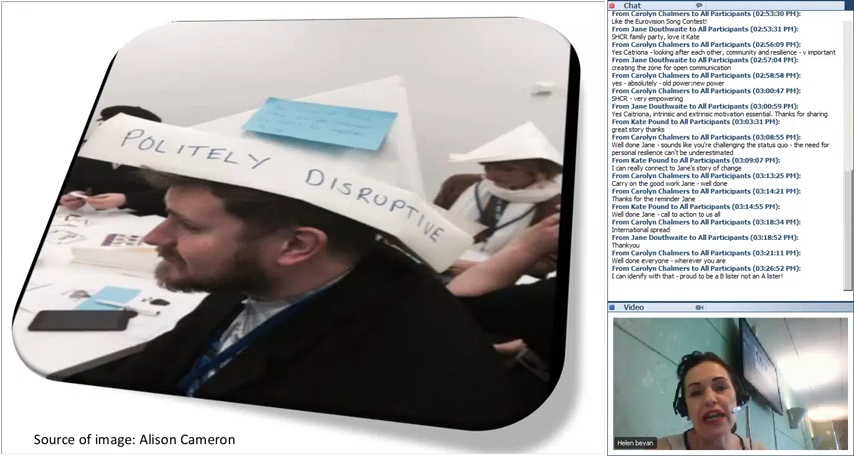 POLITELY DISRUPTIVE
Source of image: Alison Cameron
Chat
From Carolyn Chalmers to All Participants (02:53:30 PM):
Like the Eurovision Song Contest!
From Jane Douthwaite to All Participants (02:53:31 PM):
SHCR family party, love it Kate
From Carolyn Chalmers to All Participants (02:56:09 PM):
Yes Catriona - looking after each other, community and resilience - v important
From Jane Douthwaite to All Participants (02:57:04 PM):
creating the zone for open communication
From Carolyn Chalmers to All Participants (02:58:58 PM):
yes - absolutely - old power:new power
From Carolyn Chalmers to All Participants (03:00:47 PM):
SHCR - very empowering
From Jane Douthwaite to All Participants (03:00:59 PM):
Yes Catriona, intrinsic and extrinsic motivation essential. Thanks for sharing
From Kate Pound to All Participants (03:03:31 PM):
great story thanks
From Carolyn Chalmers to All Participants (03:08:55 PM):
Well done Jane - sounds like you're challenging the status quo - the need for
personal resilience can't be underestimated
From Kate Pound to All Participants (03:09:07 PM):
I can really connect to Jane's story of change
From Carolyn Chalmers to All Participants (03:13:25 PM):
Carry on the good work Jane - well done
From Carolyn Chalmers to All Participants (03:14:21 PM):
Thanks for the reminder Jane
From Kate Pound to All Participants (03:14:55 PM):
Well done Jane - call to action to us all
From Carolyn Chalmers to All Participants (03:18:34 PM):
International spread
From Jane Douthwaite to All Participants (03:18:52 PM):
Thankyou
From Carolyn Chalmers to All Participants (03:21:11 PM):
Well done everyone - wherever you are
From Carolyn Chalmers to All Participants (03:26:52 PM):
I can idenify with that - proud to be a B lister not an A lister!
Video
Helen bevan